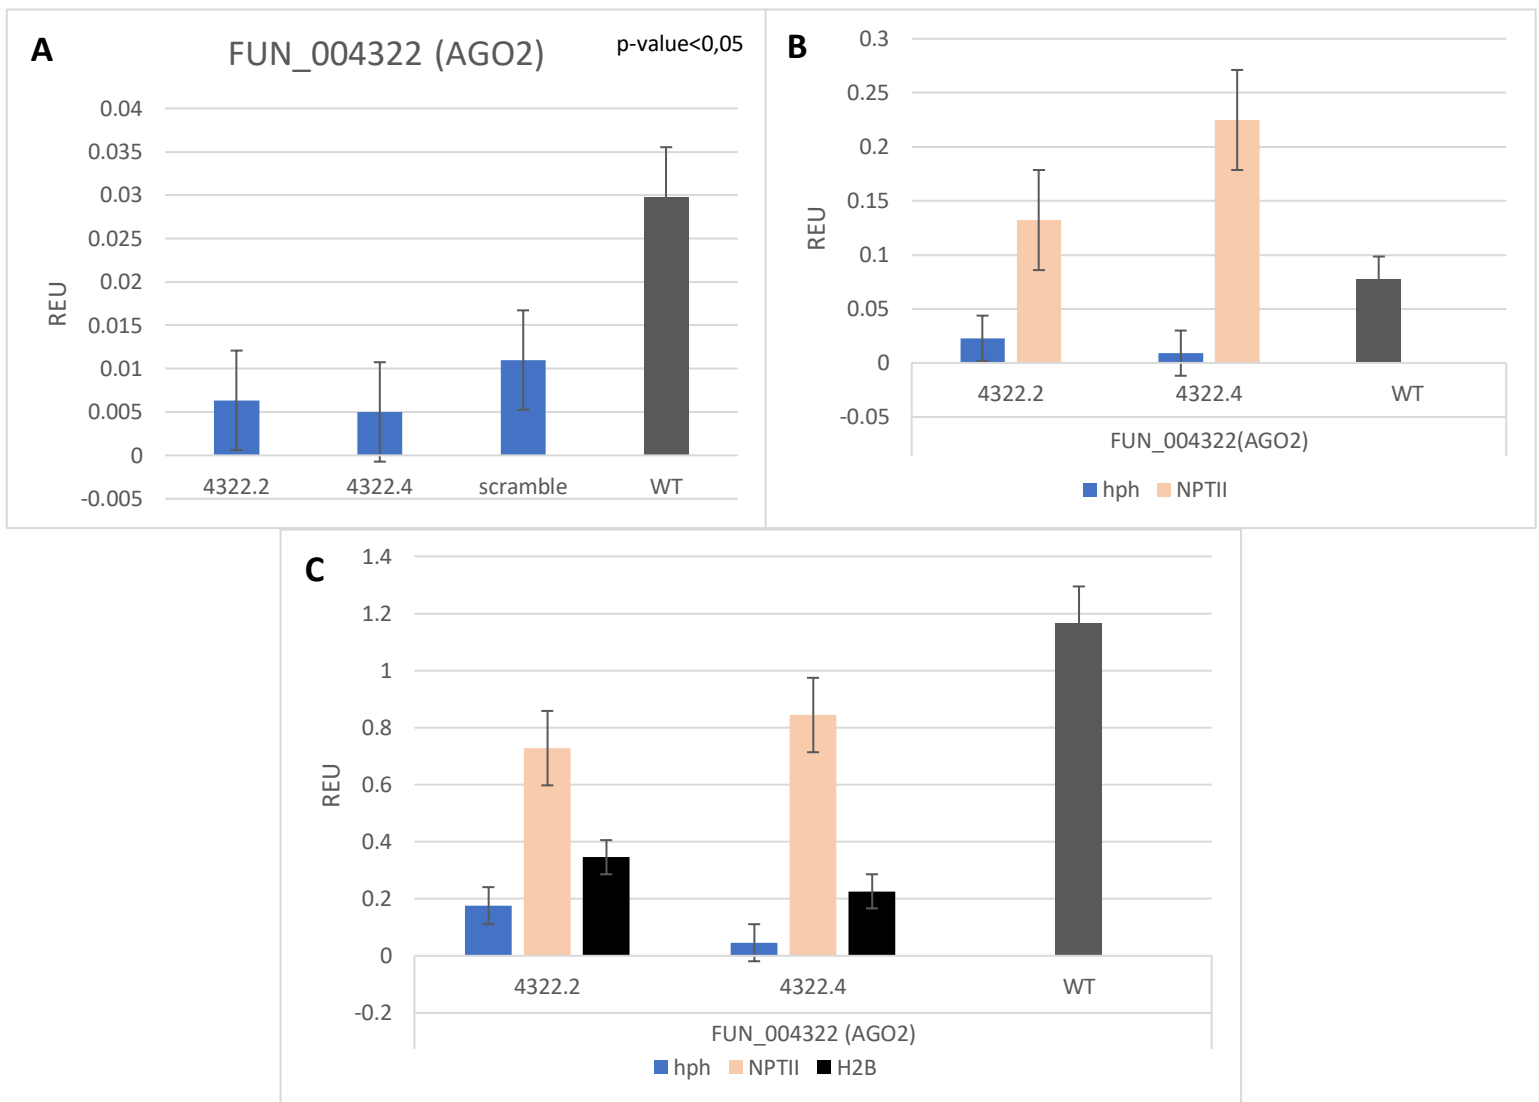 A
FUN_004322 (AGO2)
p-value<0,05
0.04
0.035
0.03
0.025
0.02
0.015
0.01
0.005
0
-0.005
REU
4322.2 4322.4 scramble WT
B
0.3
0.25
0.2
0.15
0.1
0.05
0
-0.05
REU
4322.2 4322.4 WT
FUN_004322(AGO2)
hph NPTII
C
1.4
1.2
1
0.8
0.6
0.4
0.2
0
-0.2
REU
4322.2 4322.4 WT
FUN_004322 (AGO2)
hph NPTII H2B